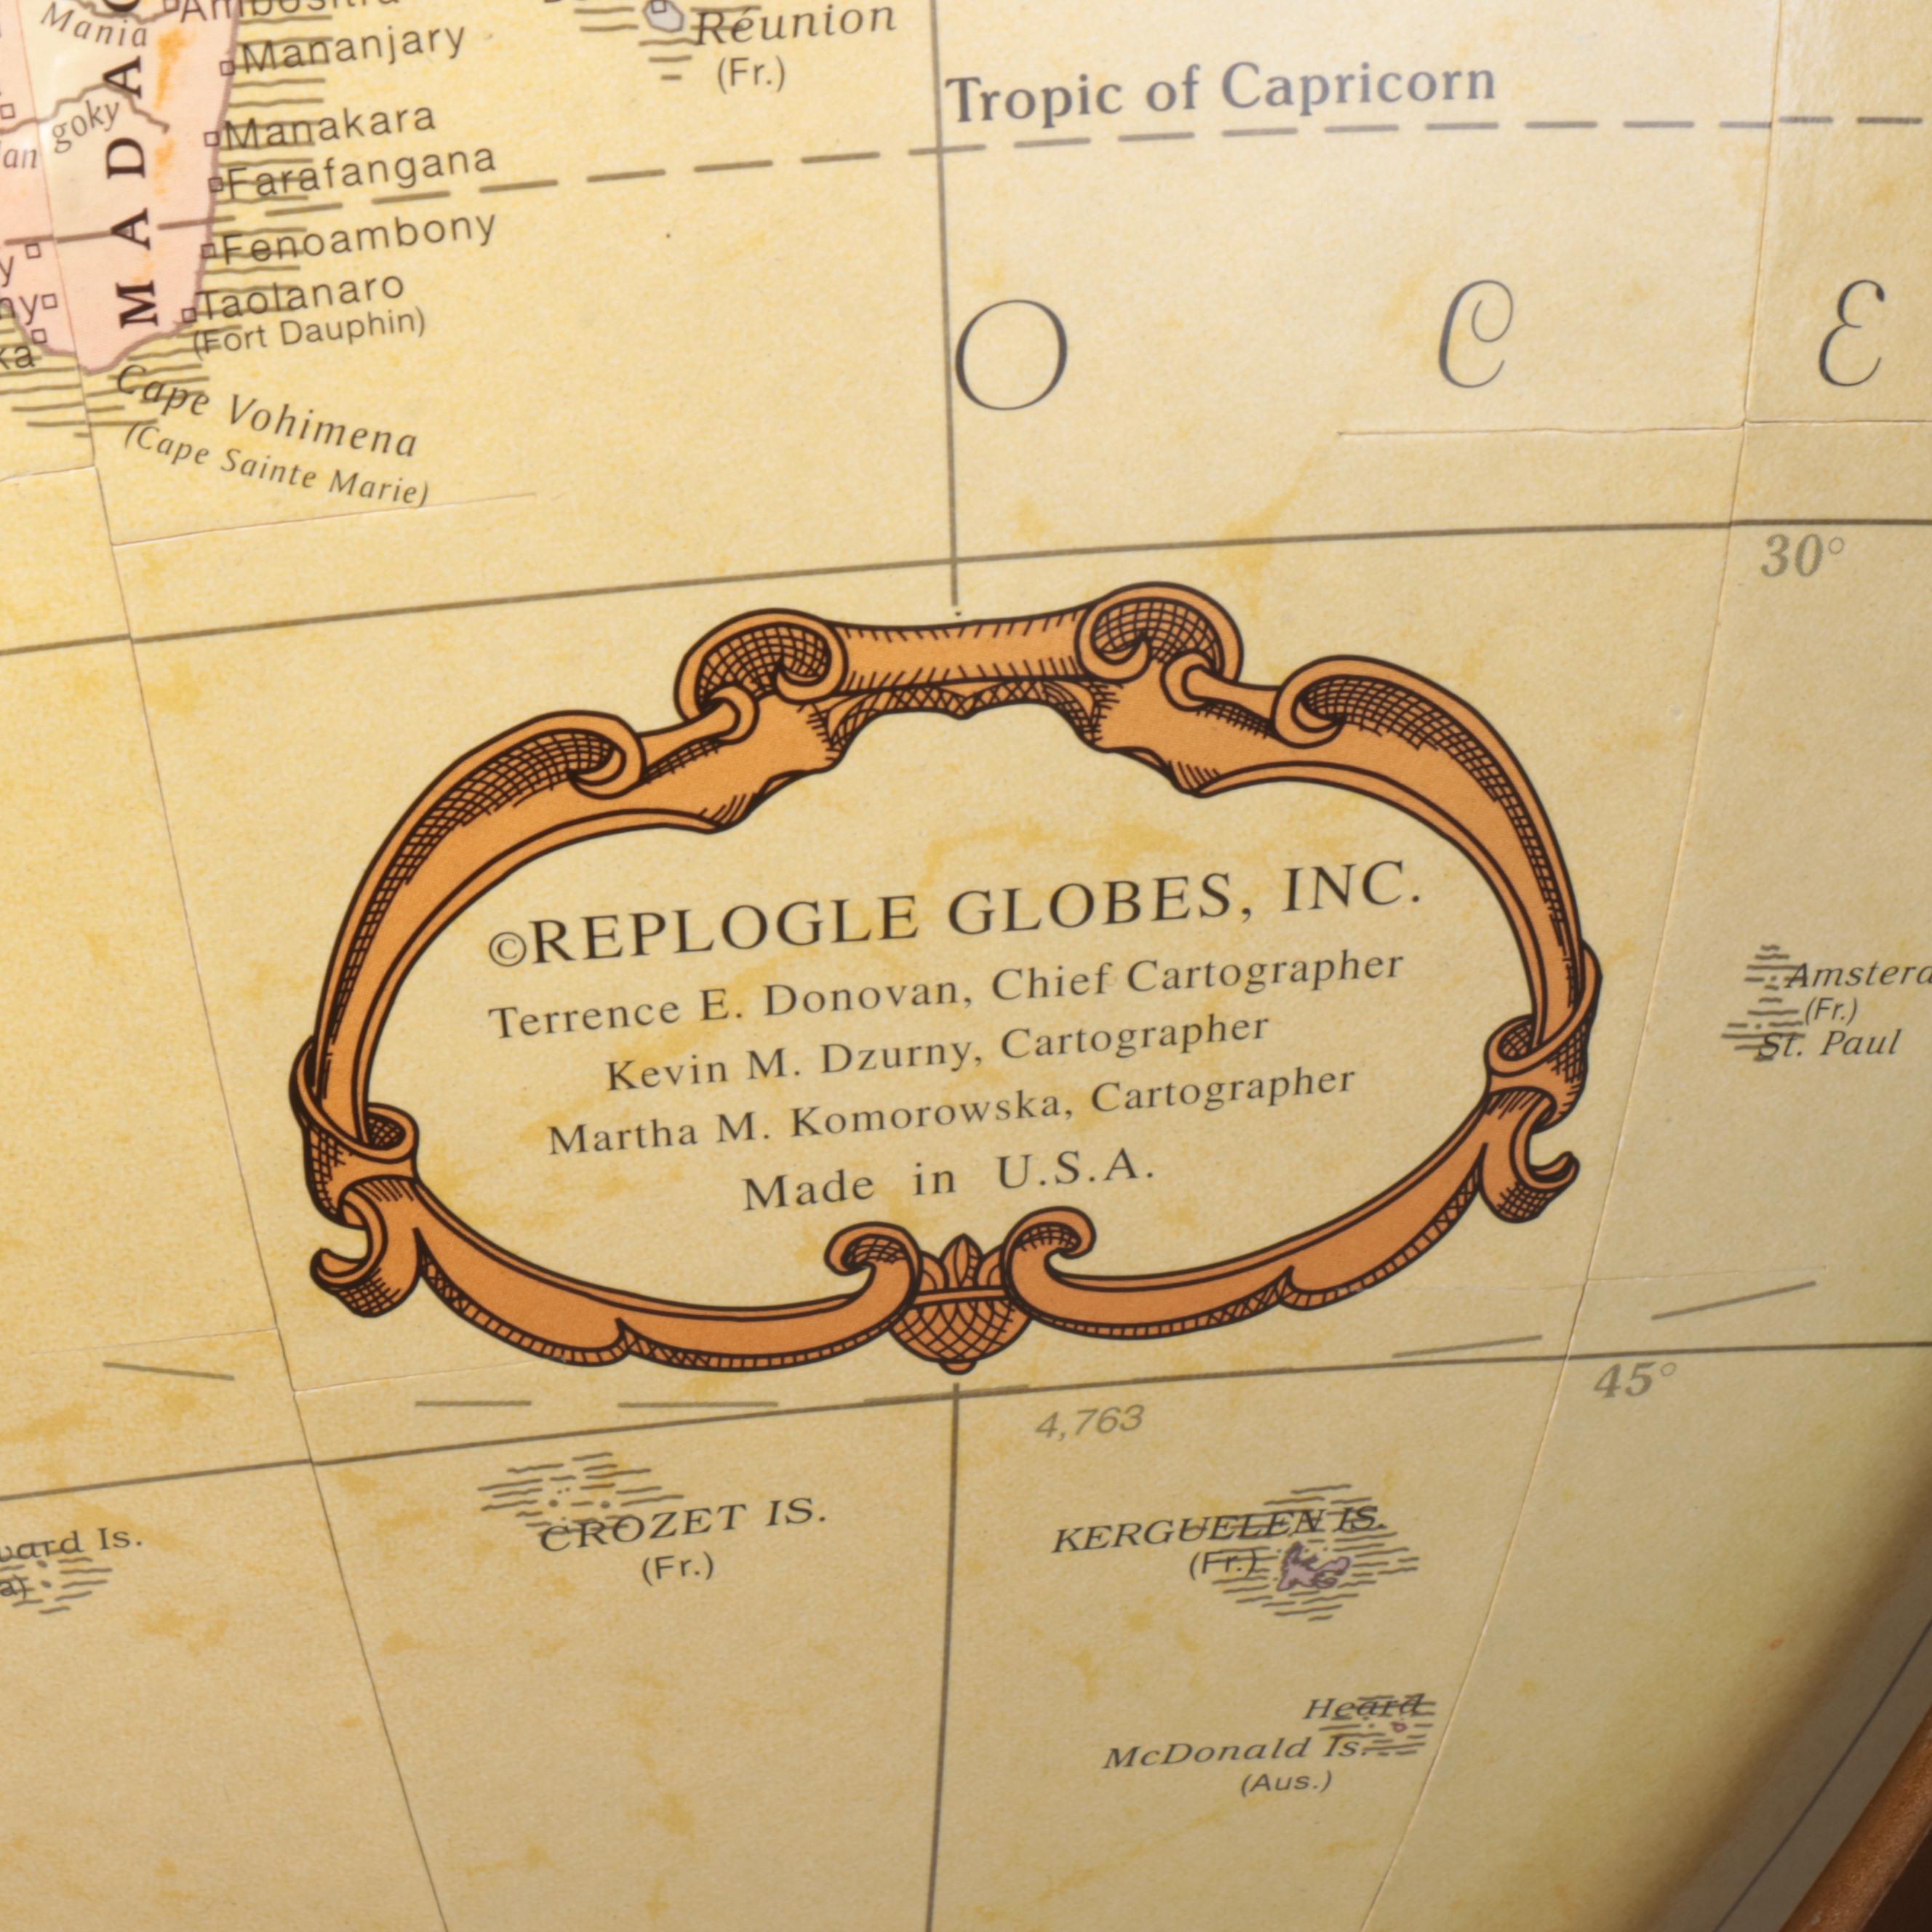 Mania
Mananjary
Réunion
(Fr.)
Tropic of Capricorn
goky
Manakara
Farafangana
MADA
Fenoambony
Taolanaro
(Fort Dauphin)
O C E
Cape Vohimena
(Cape Sainte Marie)
30°
©REPLOGLE GLOBES, INC.
Terrence E. Donovan, Chief Cartographer
Kevin M. Dzurny, Cartographer
Martha M. Komorowska, Cartographer
Made in U.S.A.
(Fr.)
St. Paul
45°
4,763
Is.
CROZET IS.
(Fr.)
KERGUELEN IS.
(Fr.)
Heard
McDonald Is.
(Aus.)